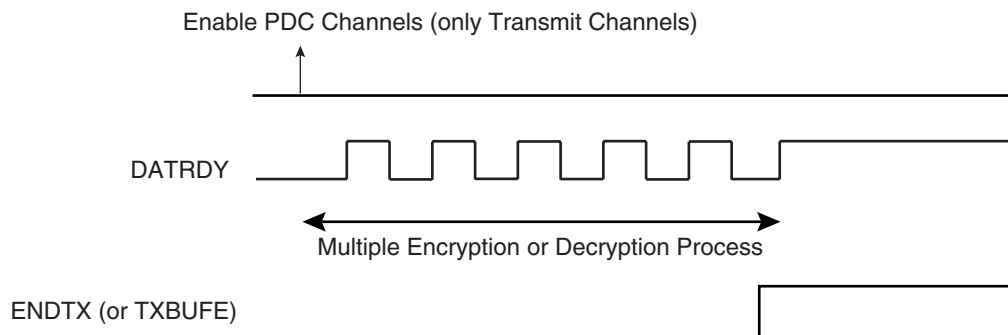 Enable PDC Channels (only Transmit Channels)
DATRDY
Multiple Encryption or Decryption Process
ENDTX (or TXBUFE)